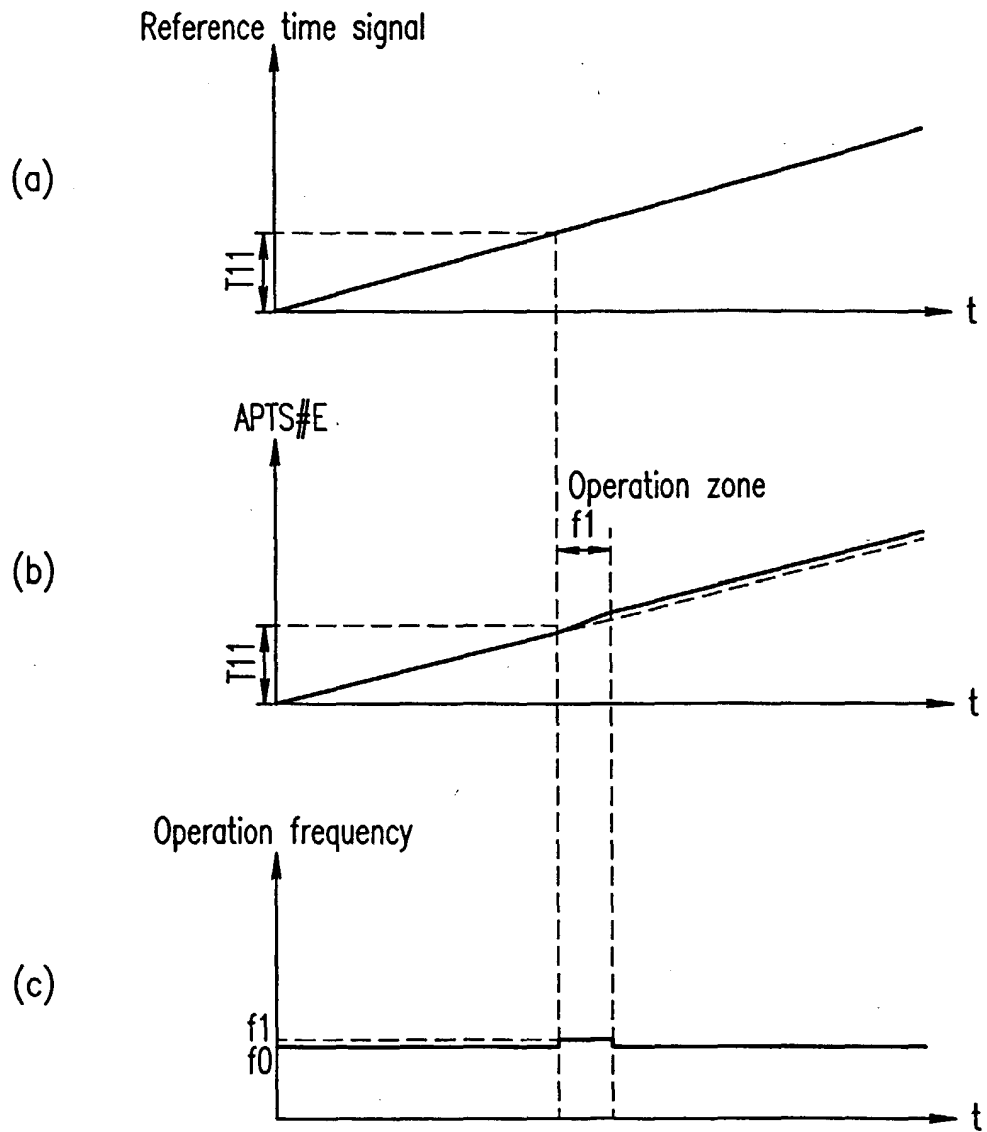 Reference time signal
(a)
T11
t
APTS#E
Operation zone
f1
(b)
T11
t
Operation frequency
(c)
f1
f0
t